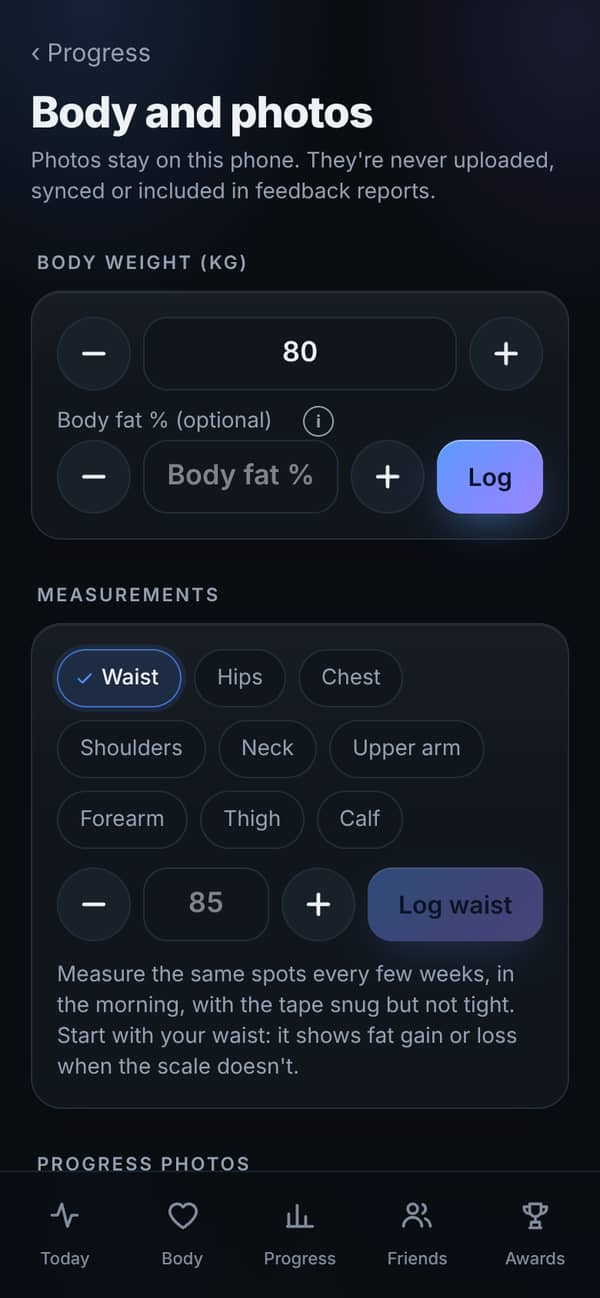 ‹ Progress
Body and photos
Photos stay on this phone. They're never uploaded,
synced or included in feedback reports.
BODY WEIGHT (KG)
− 80 +
Body fat % (optional) i
− Body fat % + Log
MEASUREMENTS
✓ Waist Hips Chest
Shoulders Neck Upper arm
Forearm Thigh Calf
− 85 + Log waist
Measure the same spots every few weeks, in
the morning, with the tape snug but not tight.
Start with your waist: it shows fat gain or loss
when the scale doesn't.
PROGRESS PHOTOS
Today Body Progress Friends Awards